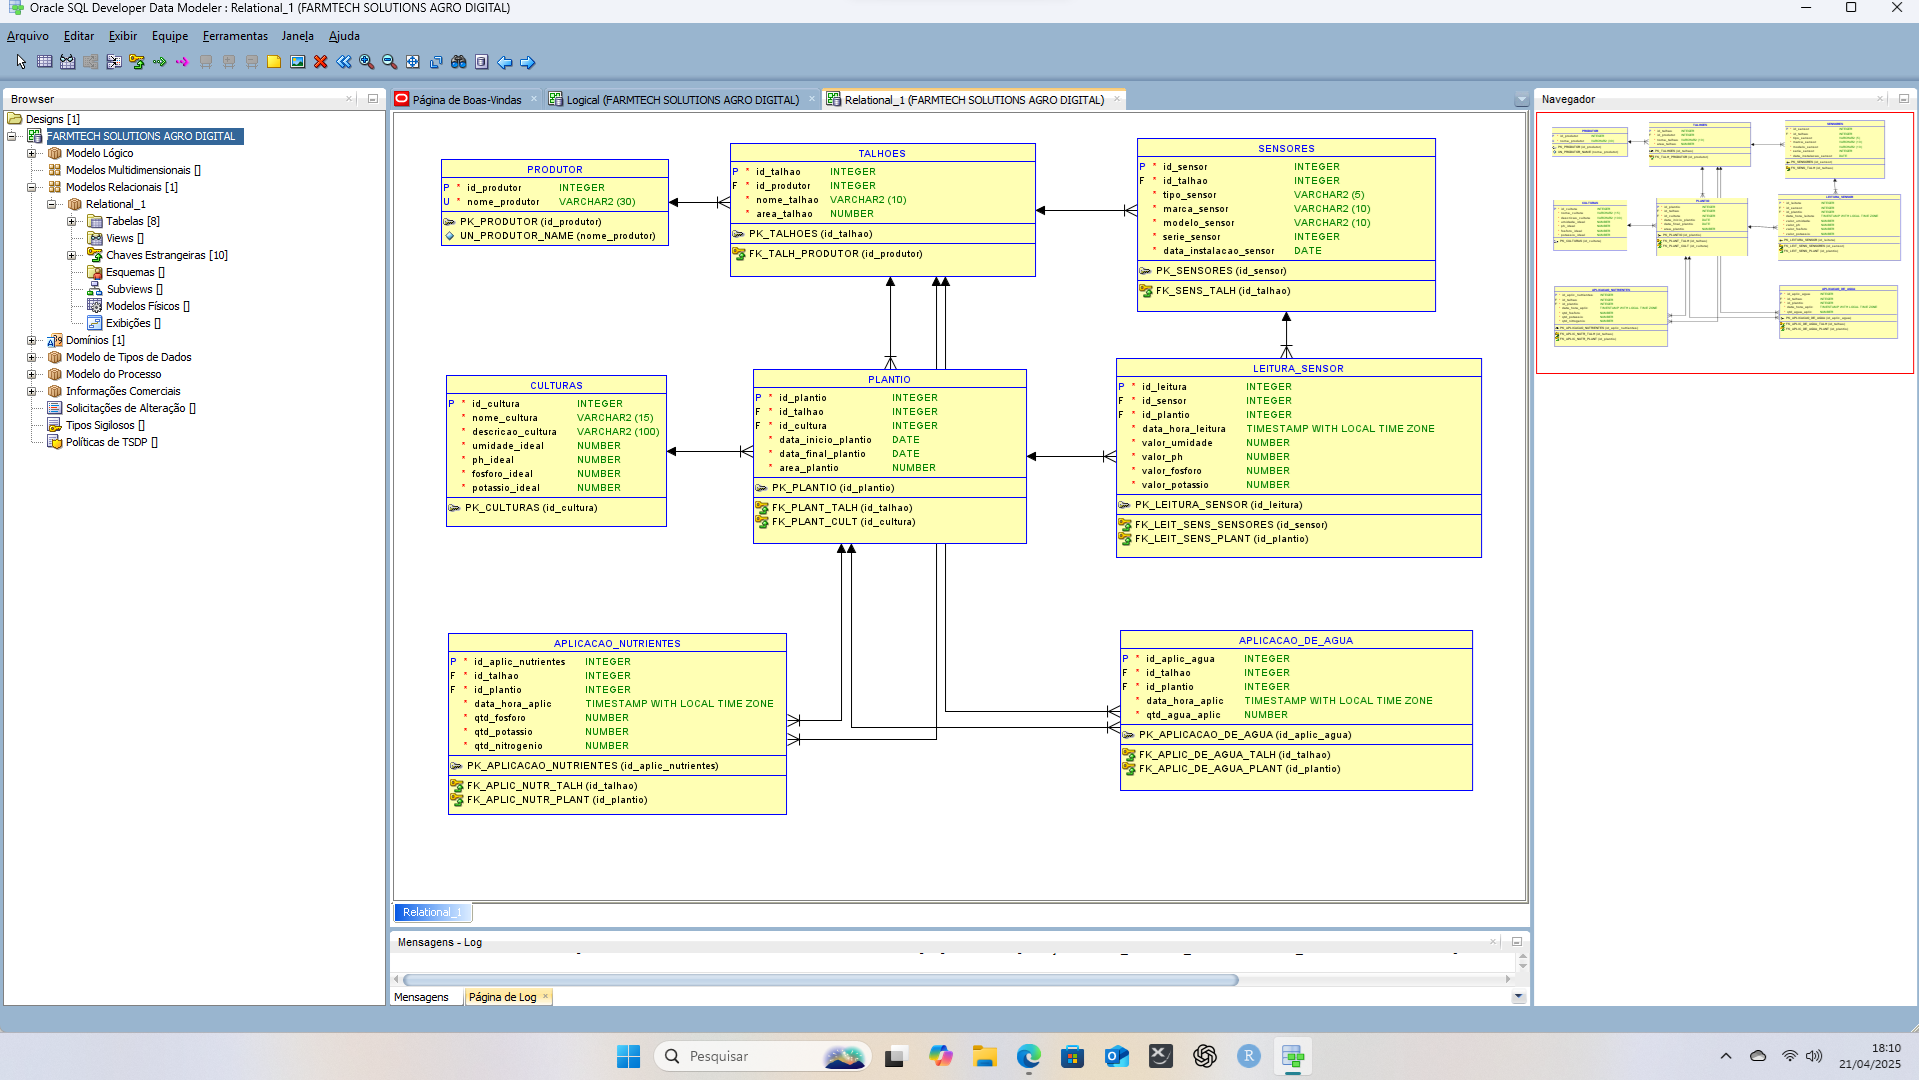 Oracle SQL Developer Data Modeler : Relational_1 (FARMTECH SOLUTIONS AGRO DIGITAL)
Arquivo Editar Exibir Equipe Ferramentas Janela Ajuda
Browser
Designs [1]
FARMTECH SOLUTIONS AGRO DIGITAL
Modelo Lógico
Modelos Multidimensionais []
Modelos Relacionais [1]
Relational_1
Tabelas [8]
Views []
Chaves Estrangeiras [10]
Esquemas []
Subviews []
Modelos Físicos []
Exibições []
Domínios [1]
Modelo de Tipos de Dados
Modelo do Processo
Informações Comerciais
Solicitações de Alteração []
Tipos Sigilosos []
Políticas de TSDP []
Página de Boas-Vindas
Logical (FARMTECH SOLUTIONS AGRO DIGITAL)
Relational_1 (FARMTECH SOLUTIONS AGRO DIGITAL)
PRODUTOR
P * id_produtor INTEGER
U * nome_produtor VARCHAR2 (30)
PK_PRODUTOR (id_produtor)
UN_PRODUTOR_NAME (nome_produtor)
TALHOES
P * id_talhao INTEGER
F * id_produtor INTEGER
* nome_talhao VARCHAR2 (10)
* area_talhao NUMBER
PK_TALHOES (id_talhao)
FK_TALH_PRODUTOR (id_produtor)
SENSORES
P * id_sensor INTEGER
F * id_talhao INTEGER
* tipo_sensor VARCHAR2 (5)
* marca_sensor VARCHAR2 (10)
* modelo_sensor VARCHAR2 (10)
* serie_sensor INTEGER
* data_instalacao_sensor DATE
PK_SENSORES (id_sensor)
FK_SENS_TALH (id_talhao)
CULTURAS
P * id_cultura INTEGER
* nome_cultura VARCHAR2 (15)
* descricao_cultura VARCHAR2 (100)
* umidade_ideal NUMBER
* ph_ideal NUMBER
* fosforo_ideal NUMBER
* potassio_ideal NUMBER
PK_CULTURAS (id_cultura)
PLANTIO
P * id_plantio INTEGER
F * id_talhao INTEGER
F * id_cultura INTEGER
* data_inicio_plantio DATE
* data_final_plantio DATE
* area_plantio NUMBER
PK_PLANTIO (id_plantio)
FK_PLANT_TALH (id_talhao)
FK_PLANT_CULT (id_cultura)
LEITURA_SENSOR
P * id_leitura INTEGER
F * id_sensor INTEGER
F * id_plantio INTEGER
* data_hora_leitura TIMESTAMP WITH LOCAL TIME ZONE
* valor_umidade NUMBER
* valor_ph NUMBER
* valor_fosforo NUMBER
* valor_potassio NUMBER
PK_LEITURA_SENSOR (id_leitura)
FK_LEIT_SENS_SENSORES (id_sensor)
FK_LEIT_SENS_PLANT (id_plantio)
APLICACAO_NUTRIENTES
P * id_aplic_nutrientes INTEGER
F * id_talhao INTEGER
F * id_plantio INTEGER
* data_hora_aplic TIMESTAMP WITH LOCAL TIME ZONE
* qtd_fosforo NUMBER
* qtd_potassio NUMBER
* qtd_nitrogenio NUMBER
PK_APLICACAO_NUTRIENTES (id_aplic_nutrientes)
FK_APLIC_NUTR_TALH (id_talhao)
FK_APLIC_NUTR_PLANT (id_plantio)
APLICACAO_DE_AGUA
P * id_aplic_agua INTEGER
F * id_talhao INTEGER
F * id_plantio INTEGER
* data_hora_aplic TIMESTAMP WITH LOCAL TIME ZONE
* qtd_agua_aplic NUMBER
PK_APLICACAO_DE_AGUA (id_aplic_agua)
FK_APLIC_DE_AGUA_TALH (id_talhao)
FK_APLIC_DE_AGUA_PLANT (id_plantio)
Relational_1
Mensagens - Log
Mensagens
Página de Log
Navegador
Pesquisar
18:10
21/04/2025